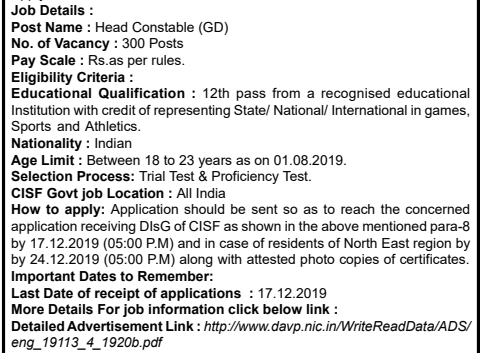 Job Details :
Post Name : Head Constable (GD)
No. of Vacancy : 300 Posts
Pay Scale : Rs.as per rules.
Eligibility Criteria :
Educational Qualification : 12th pass from a recognised educational
Institution with credit of representing State/ National/ International in games,
Sports and Athletics.
Nationality : Indian
Age Limit : Between 18 to 23 years as on 01.08.2019.
Selection Process: Trial Test & Proficiency Test.
CISF Govt job Location : All India
How to apply: Application should be sent so as to reach the concerned
application receiving DIsG of CISF as shown in the above mentioned para-8
by 17.12.2019 (05:00 P.M) and in case of residents of North East region by
by 24.12.2019 (05:00 P.M) along with attested photo copies of certificates.
Important Dates to Remember:
Last Date of receipt of applications : 17.12.2019
More Details For job information click below link :
Detailed Advertisement Link : http://www.davp.nic.in/WriteReadData/ADS/
eng_19113_4_1920b.pdf